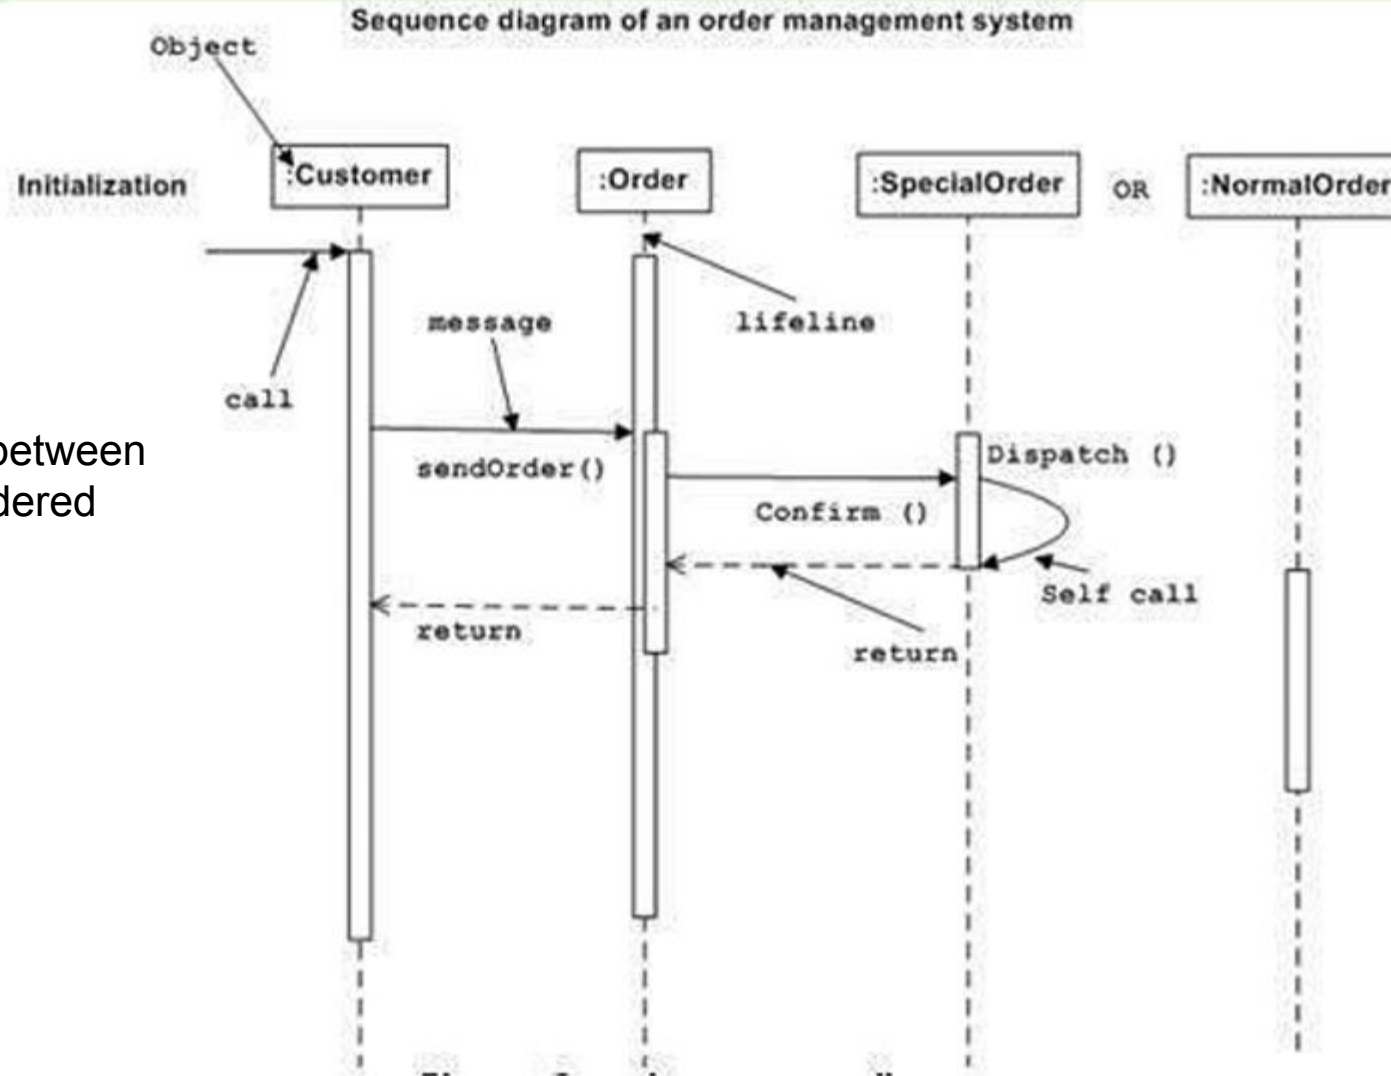 Sequence diagram of an order management system
Object
Initialization
:Customer
:Order
:SpecialOrder
OR
:NormalOrder
message
lifeline
call
between
dered
sendOrder()
Dispatch ()
Confirm ()
Self call
return
return